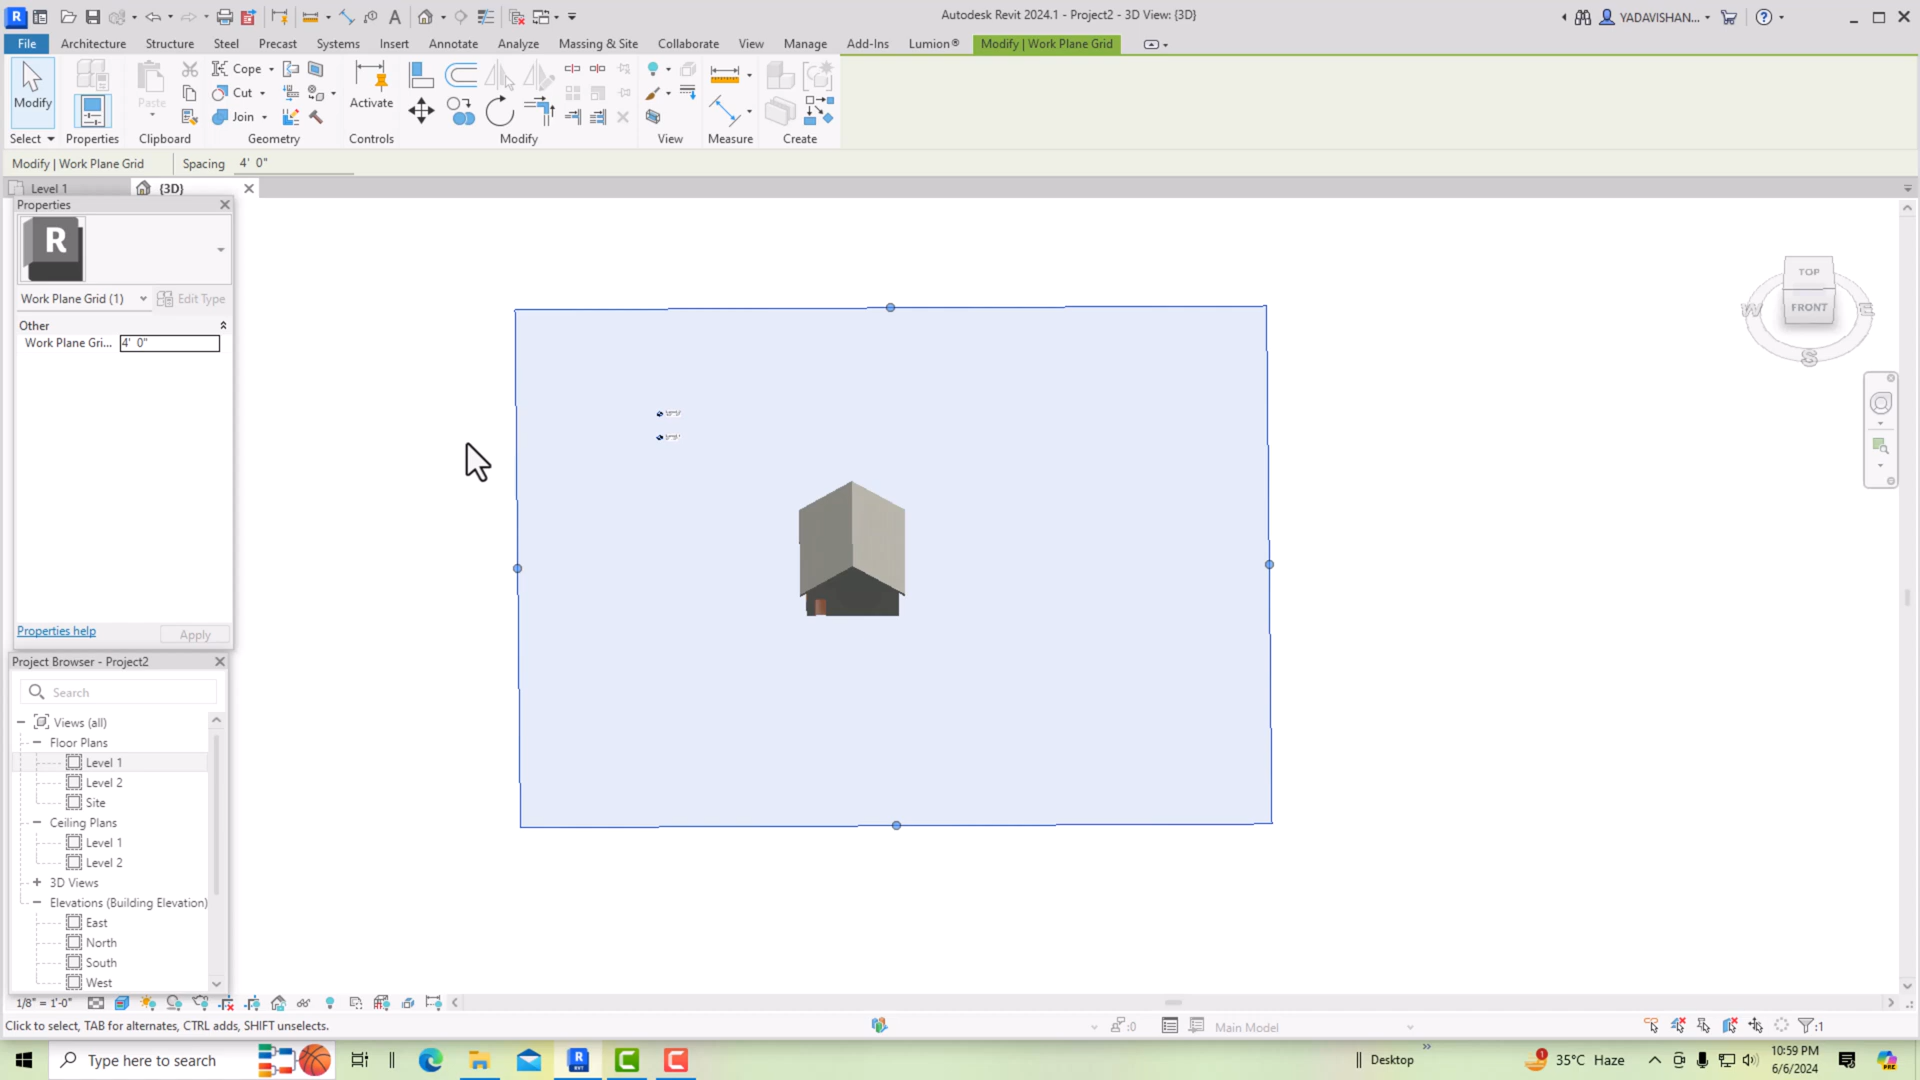 Autodesk Revit 2024.1 - Project2 - 3D View: {3D}
YADAVISHAN...
File Architecture Structure Steel Precast Systems Insert Annotate Analyze Massing & Site Collaborate View Manage Add-Ins Lumion® Modify | Work Plane Grid
Modify
Paste
Cope
Cut
Join
Activate
Select Properties Clipboard Geometry Controls Modify View Measure Create
Modify | Work Plane Grid Spacing 4' 0"
Level 1 {3D}
Properties
R
Work Plane Grid (1) Edit Type
Other
Work Plane Gri... 4' 0"
Properties help Apply
TOP
FRONT
W E
S
Project Browser - Project2
Search
Views (all)
Floor Plans
Level 1
Level 2
Site
Ceiling Plans
Level 1
Level 2
3D Views
Elevations (Building Elevation)
East
North
South
West
1/8" = 1'-0"
Click to select, TAB for alternates, CTRL adds, SHIFT unselects.
:0
Main Model
:1
Type here to search
Desktop
35°C Haze
10:59 PM
6/6/2024